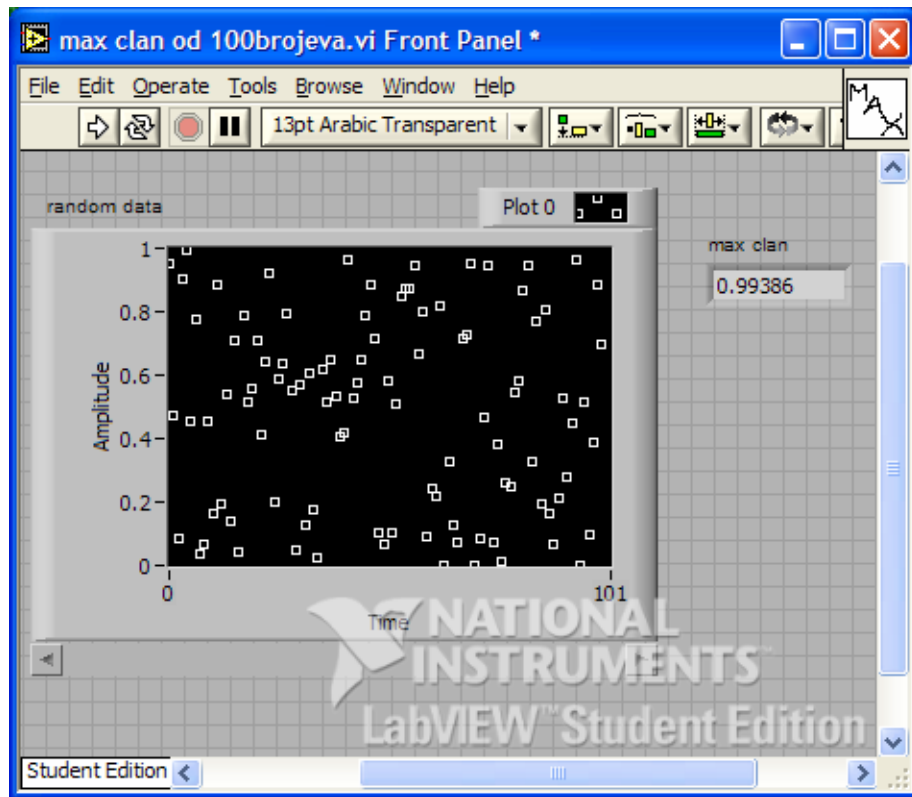 max clan od 100brojeva.vi Front Panel *
File Edit Operate Tools Browse Window Help
13pt Arabic Transparent
MAX
random data
Plot 0
max clan
0.99386
1
0.8
0.6
0.4
0.2
0
Amplitude
0
101
Time
NATIONAL
INSTRUMENTS™
LabVIEW™ Student Edition
Student Edition